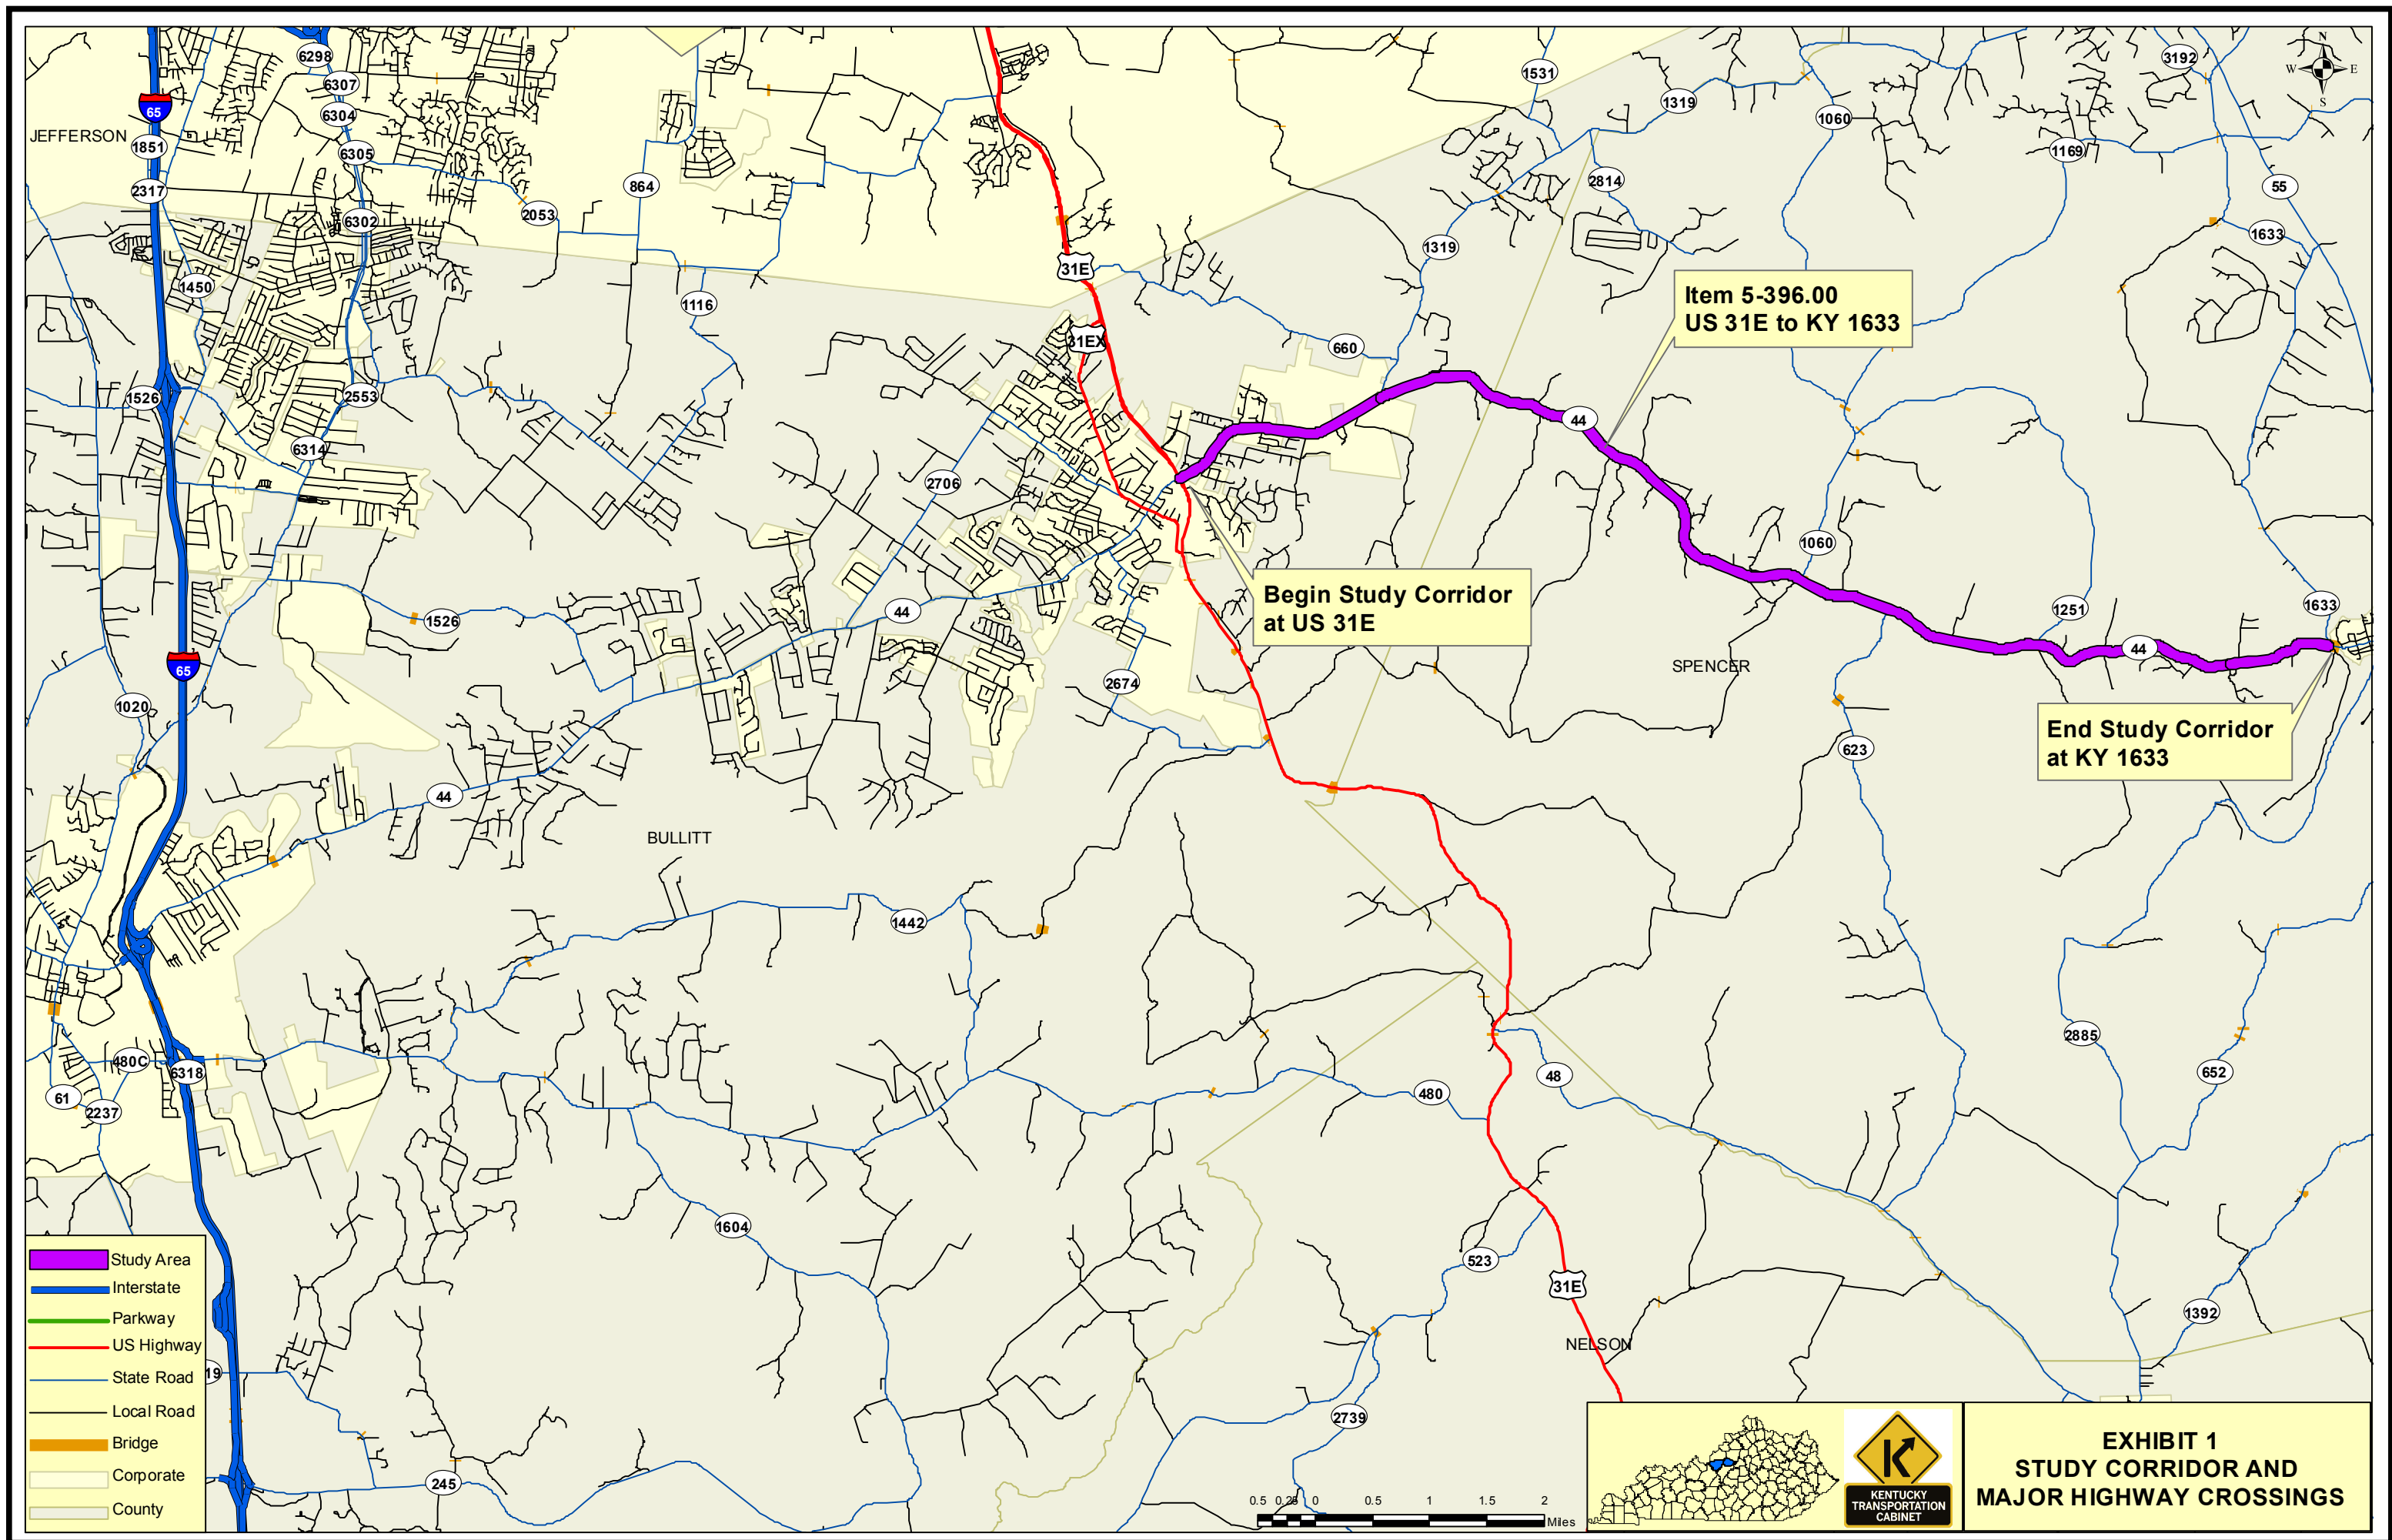 6298
3192
1531
65
6307
1319
JEFFERSON
6304
1060
1851
6305
1169
2317
864
2814
55
2053
6302
1633
1319
31E
1450
1116
Item 5-396.00
US 31E to KY 1633
31EX
660
1526
2553
44
6314
2706
1060
Begin Study Corridor
at US 31E
1526
44
1251
1633
44
65
SPENCER
2674
1020
End Study Corridor
at KY 1633
623
44
BULLITT
1442
2885
480C
6318
48
652
61
2237
480
1604
523
31E
1392
NELSON
19
2739
245
Study Area
Interstate
Parkway
US Highway
State Road
Local Road
Bridge
Corporate
County
N
W E
S
0.5 0.25 0 0.5 1 1.5 2
Miles
KENTUCKY
TRANSPORTATION
CABINET
EXHIBIT 1
STUDY CORRIDOR AND
MAJOR HIGHWAY CROSSINGS